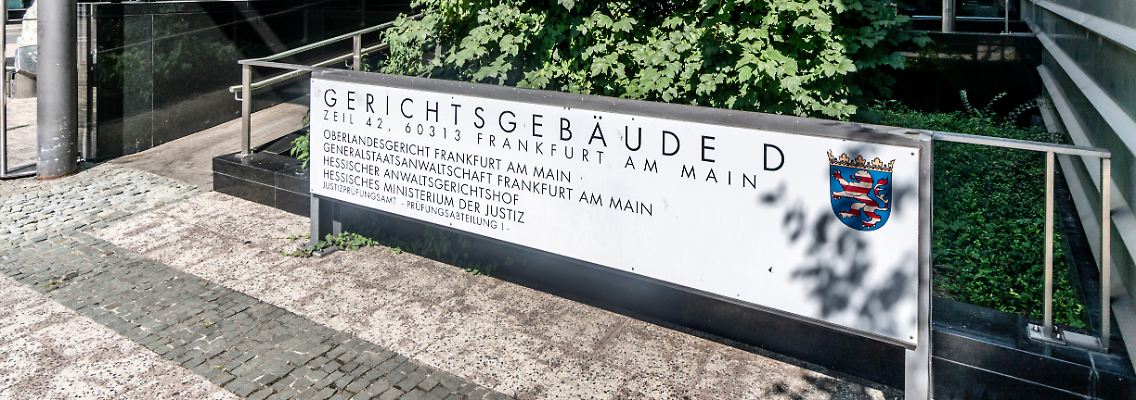 GERICHTSGEBÄUDE D
ZEIL 42, 60313 FRANKFURT AM MAIN
OBERLANDESGERICHT FRANKFURT AM MAIN
GENERALSTAATSANWALTSCHAFT FRANKFURT AM MAIN
HESSISCHER ANWALTSGERICHTSHOF
HESSISCHES MINISTERIUM DER JUSTIZ
JUSTIZPRÜFUNGSAMT - PRÜFUNGSABTEILUNG I -